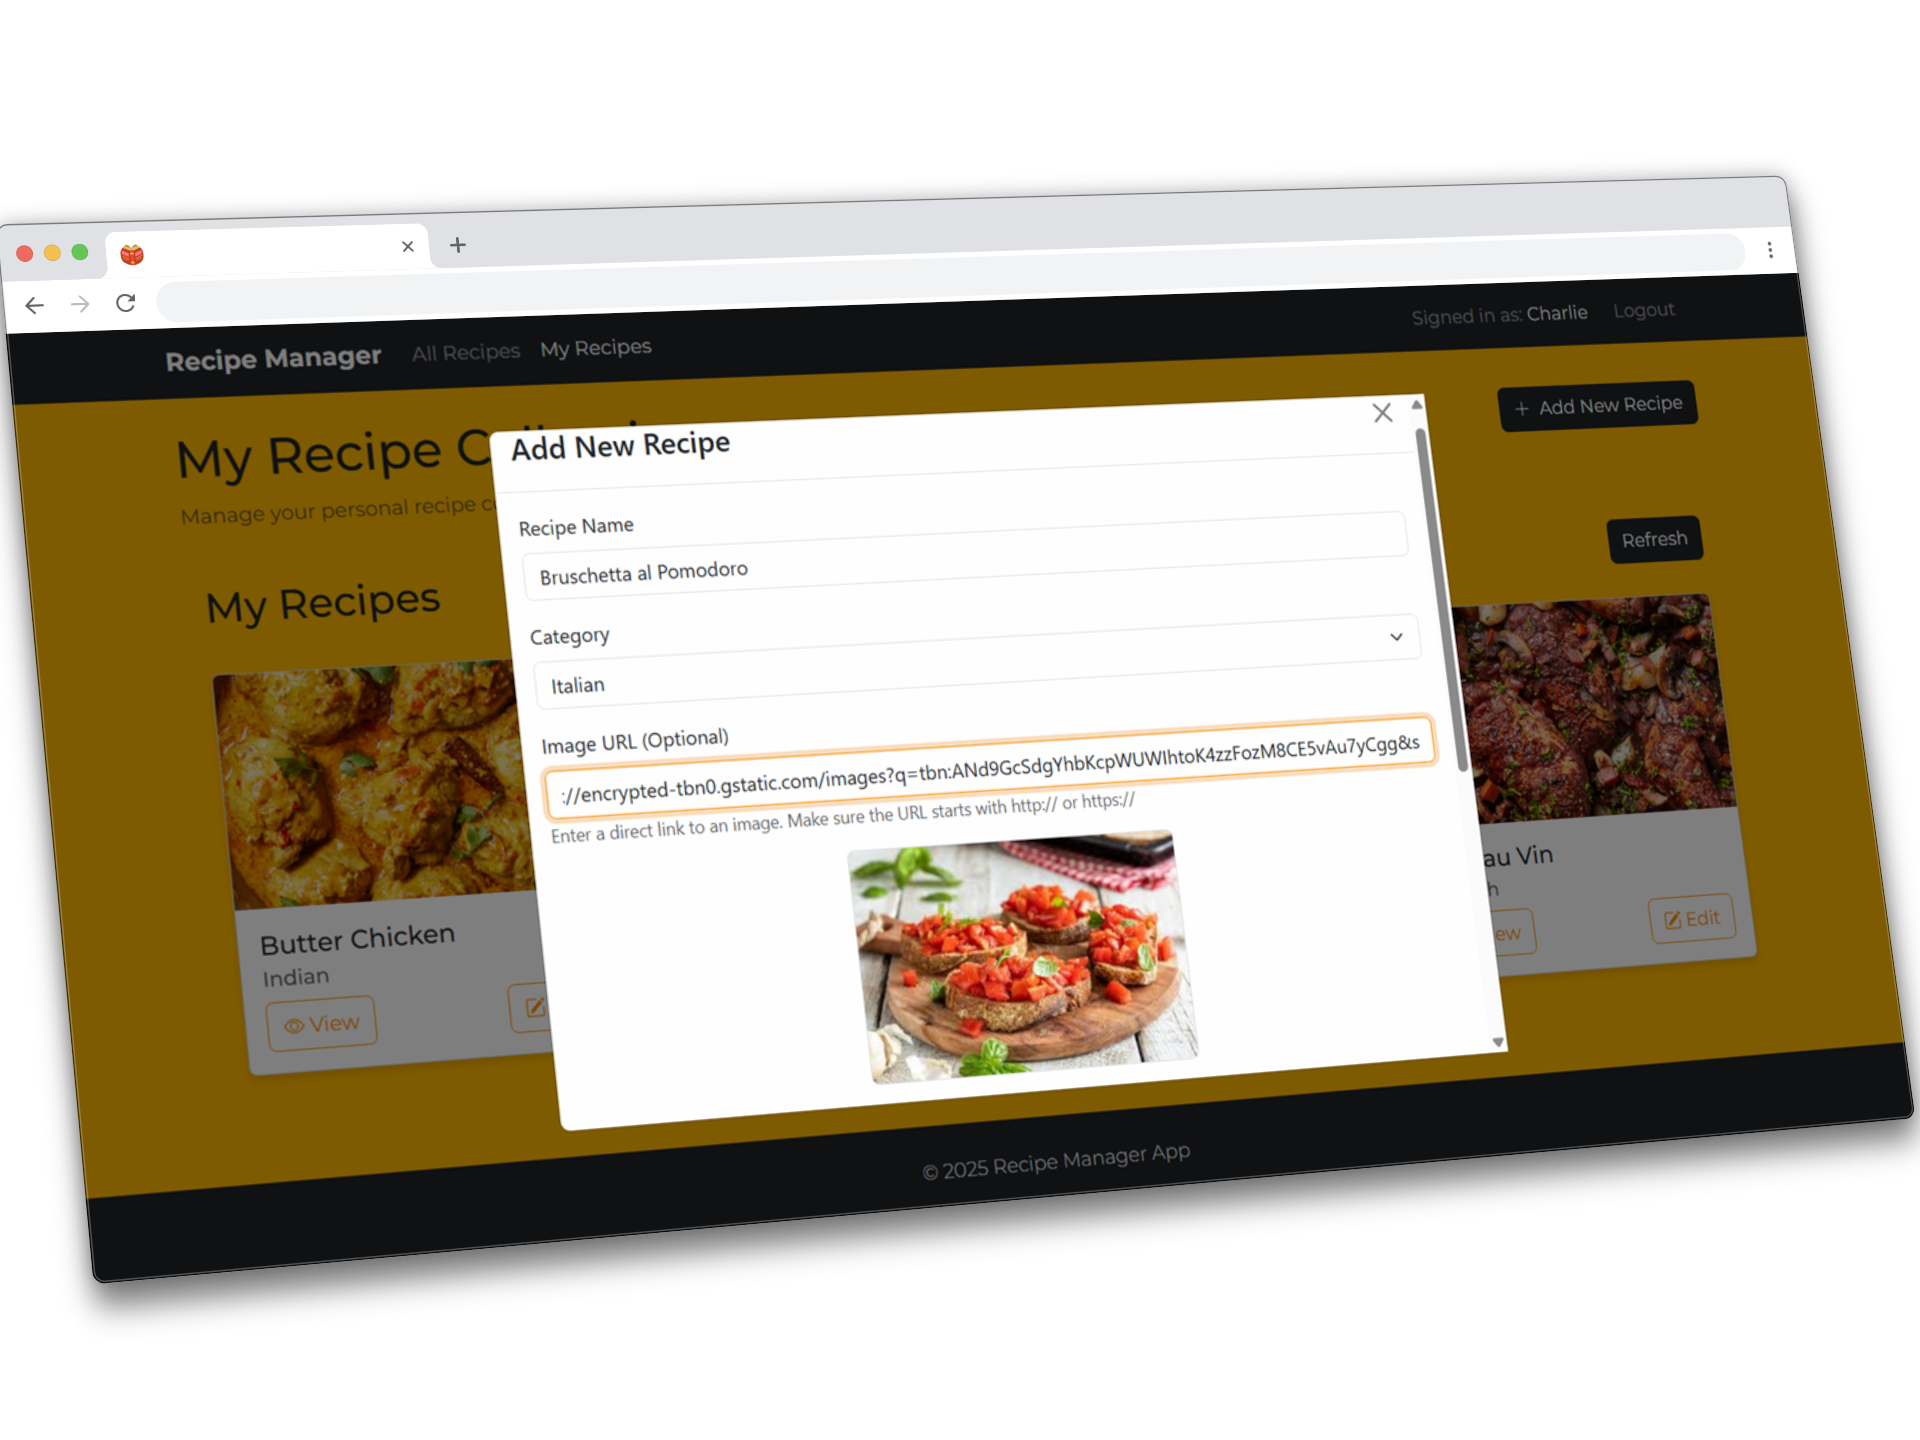 Recipe Manager All Recipes My Recipes Signed in as: Charlie Logout
My Recipe
Manage your personal recipe
+ Add New Recipe
Refresh
My Recipes
Add New Recipe
Recipe Name
Bruschetta al Pomodoro
Category
Italian
Image URL (Optional)
://encrypted-tbn0.gstatic.com/images?q=tbn:ANd9GcSdgYhbKcpWUWIhtoK4zzFozM8CE5vAu7yCgg&s
Enter a direct link to an image. Make sure the URL starts with http:// or https://
Butter Chicken
Indian
View
au Vin
h
ew
Edit
© 2025 Recipe Manager App